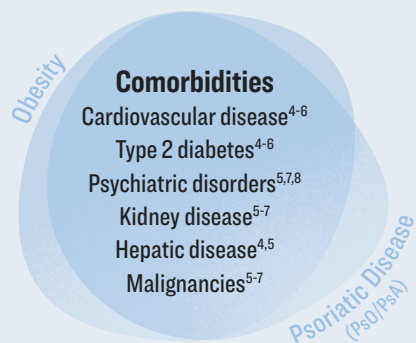 Obesity
Comorbidities
Cardiovascular disease4-6
Type 2 diabetes4-6
Psychiatric disorders5,7,8
Kidney disease5-7
Hepatic disease4,5
Malignancies5-7
Psoriatic Disease
(PsO/PsA)